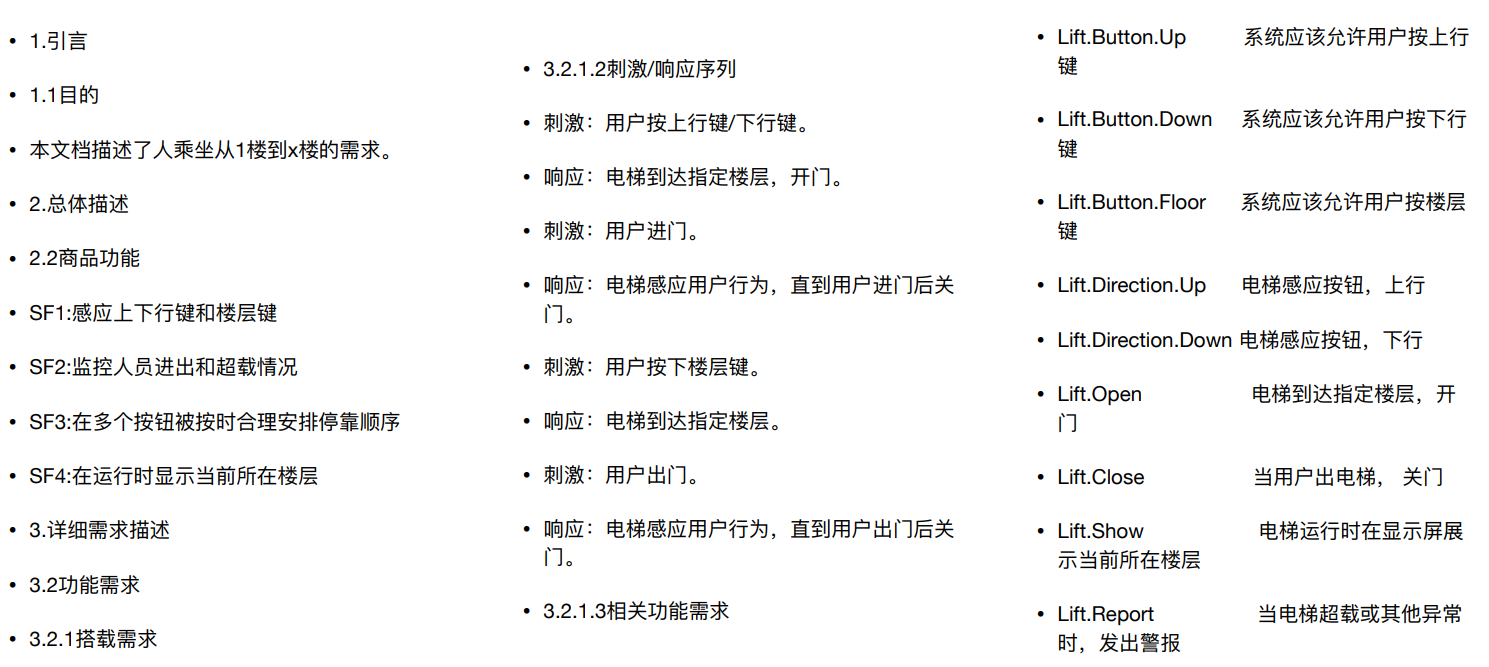 • 1.引言
• 1.1目的
• 本文档描述了人乘坐从1楼到x楼的需求。
• 2.总体描述
• 2.2商品功能
• SF1:感应上下行键和楼层键
• SF2:监控人员进出和超载情况
• SF3:在多个按钮被按时合理安排停靠顺序
• SF4:在运行时显示当前所在楼层
• 3.详细需求描述
• 3.2功能需求
• 3.2.1搭载需求
• 3.2.1.2刺激/响应序列
• 刺激：用户按上行键/下行键。
• 响应：电梯到达指定楼层，开门。
• 刺激：用户进门。
• 响应：电梯感应用户行为，直到用户进门后关
门。
• 刺激：用户按下楼层键。
• 响应：电梯到达指定楼层。
• 刺激：用户出门。
• 响应：电梯感应用户行为，直到用户出门后关
门。
• 3.2.1.3相关功能需求
• Lift.Button.Up 系统应该允许用户按上行
键
• Lift.Button.Down 系统应该允许用户按下行
键
• Lift.Button.Floor 系统应该允许用户按楼层
键
• Lift.Direction.Up 电梯感应按钮，上行
• Lift.Direction.Down 电梯感应按钮，下行
• Lift.Open 电梯到达指定楼层，开
门
• Lift.Close 当用户出电梯， 关门
• Lift.Show 电梯运行时在显示屏展
示当前所在楼层
• Lift.Report 当电梯超载或其他异常
时，发出警报